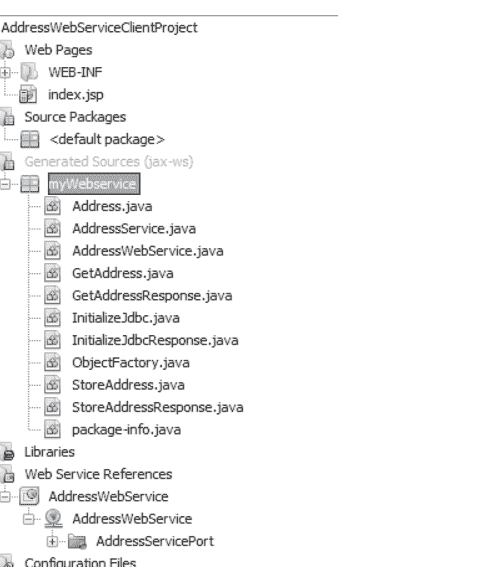 AddressWebServiceClientProject
Web Pages
WEB-INF
index.jsp
Source Packages
<default package>
Generated Sources (jax-ws)
myWebservice
Address.java
AddressService.java
AddressWebService.java
GetAddress.java
GetAddressResponse.java
InitializeJdbc.java
InitializeJdbcResponse.java
ObjectFactory.java
StoreAddress.java
StoreAddressResponse.java
package-info.java
Libraries
Web Service References
AddressWebService
AddressWebService
AddressServicePort
Configuration Files